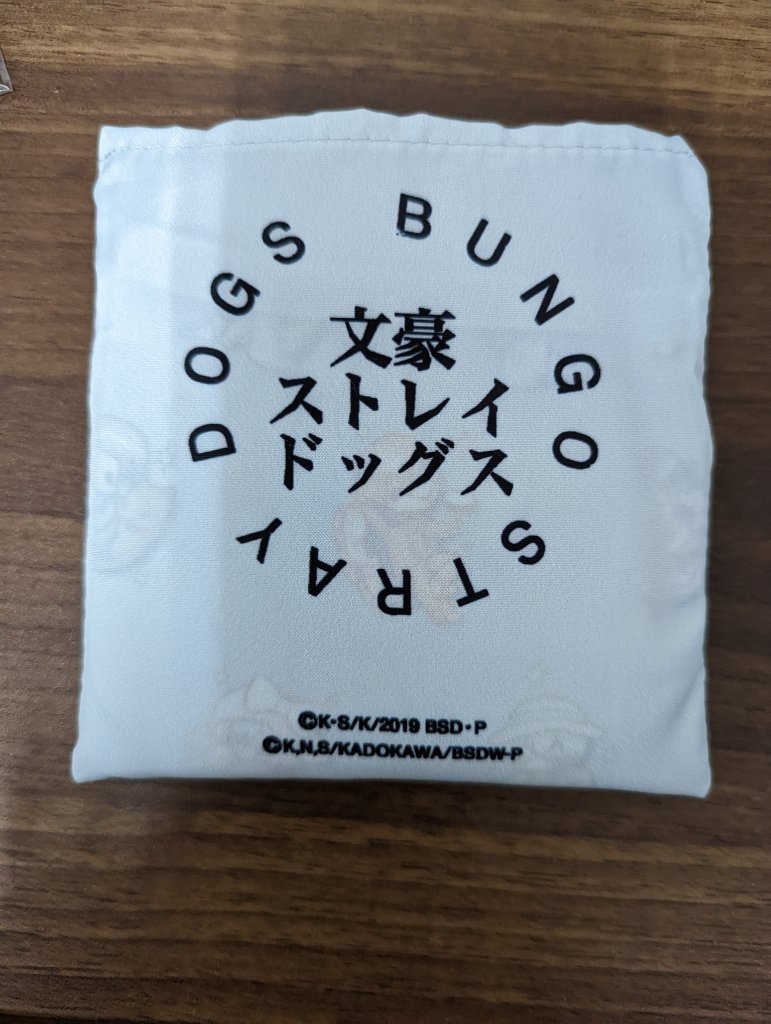 BUNGO STRAY DOGS
文豪
ストレイ
ドッグス
©K・S/K/2019 BSD・P
©K,N,S/KADOKAWA/BSDW-P